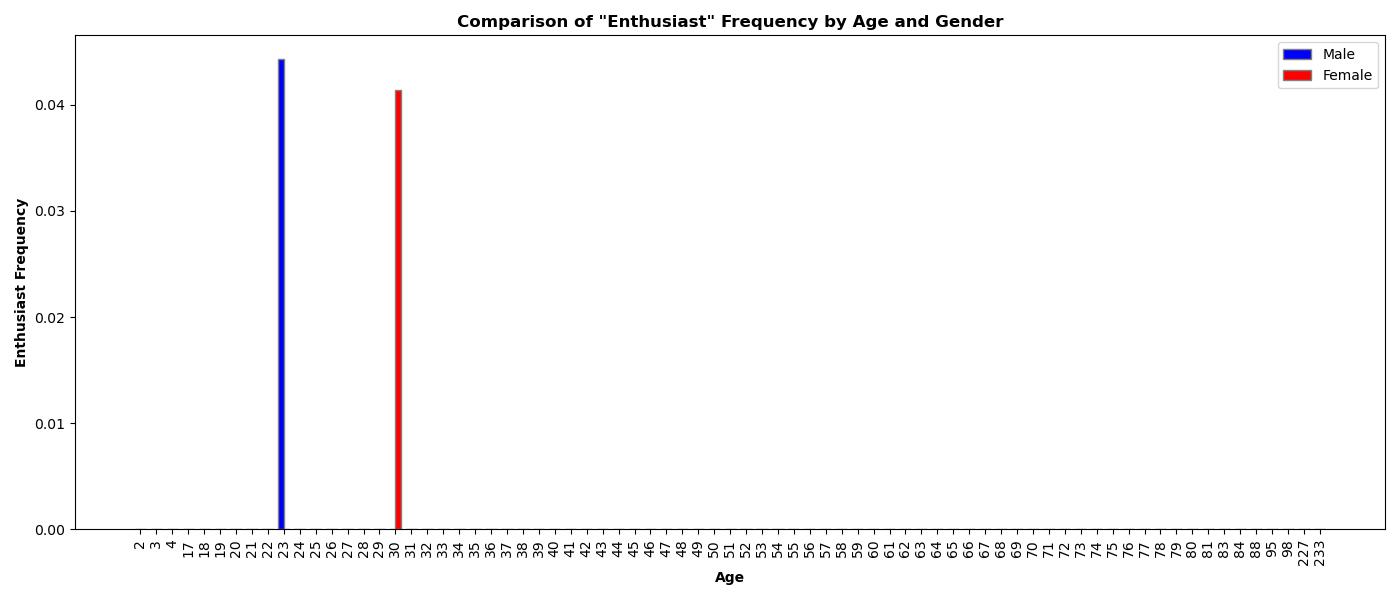 Comparison of "Enthusiast" Frequency by Age and Gender
Male
Female
Enthusiast Frequency
0.04
0.03
0.02
0.01
0.00
2 3 4 17 18 19 20 21 22 23 24 25 26 27 28 29 30 31 32 33 34 35 36 37 38 39 40 41 42 43 44 45 46 47 48 49 50 51 52 53 54 55 56 57 58 59 60 61 62 63 64 65 66 67 68 69 70 71 72 73 74 75 76 77 78 79 80 81 83 84 88 95 98 227 233
Age